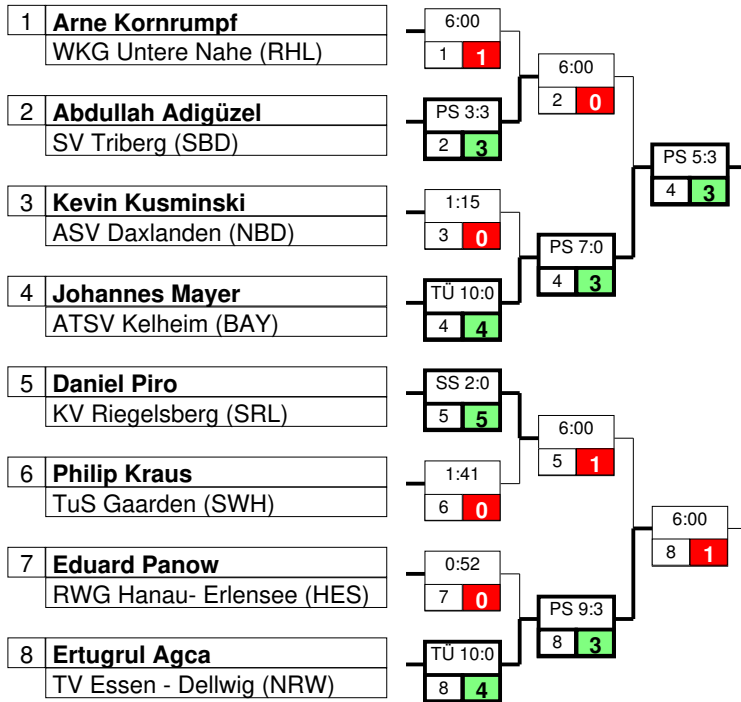 1 Arne Kornrumpf
WKG Untere Nahe (RHL)
6:00
1 1
6:00
2 0
2 Abdullah Adigüzel
SV Triberg (SBD)
PS 3:3
2 3
PS 5:3
4 3
3 Kevin Kusminski
ASV Daxlanden (NBD)
1:15
3 0
PS 7:0
4 3
4 Johannes Mayer
ATSV Kelheim (BAY)
TÜ 10:0
4 4
5 Daniel Piro
KV Riegelsberg (SRL)
SS 2:0
5 5
6:00
5 1
6 Philip Kraus
TuS Gaarden (SWH)
1:41
6 0
6:00
8 1
7 Eduard Panow
RWG Hanau- Erlensee (HES)
0:52
7 0
PS 9:3
8 3
8 Ertugrul Agca
TV Essen - Dellwig (NRW)
TÜ 10:0
8 4